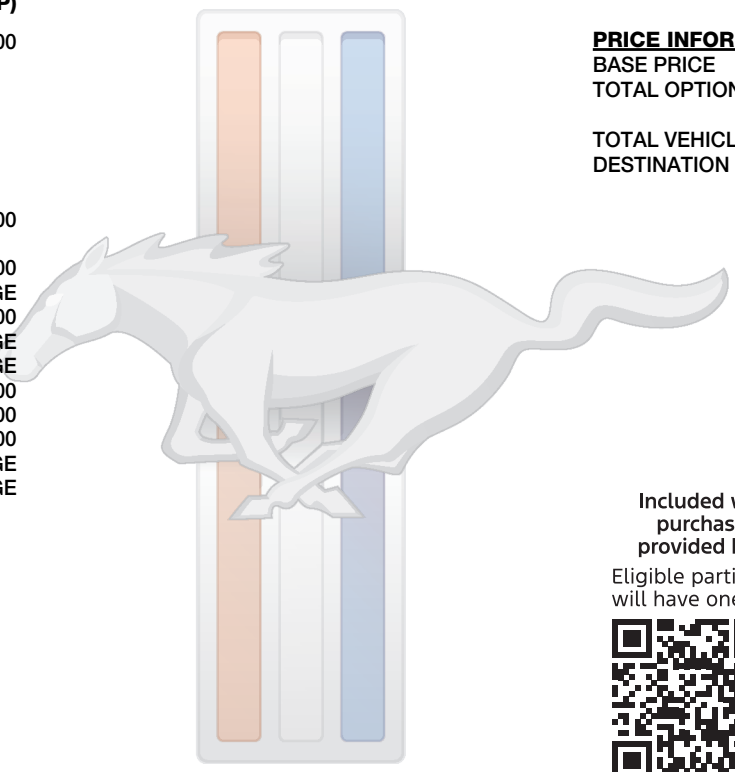 P)
00
00
00
GE
00
GE
GE
00
00
00
GE
GE
PRICE INFOR
BASE PRICE
TOTAL OPTION
TOTAL VEHICL
DESTINATION
Included w
purchas
provided b
Eligible parti
will have one